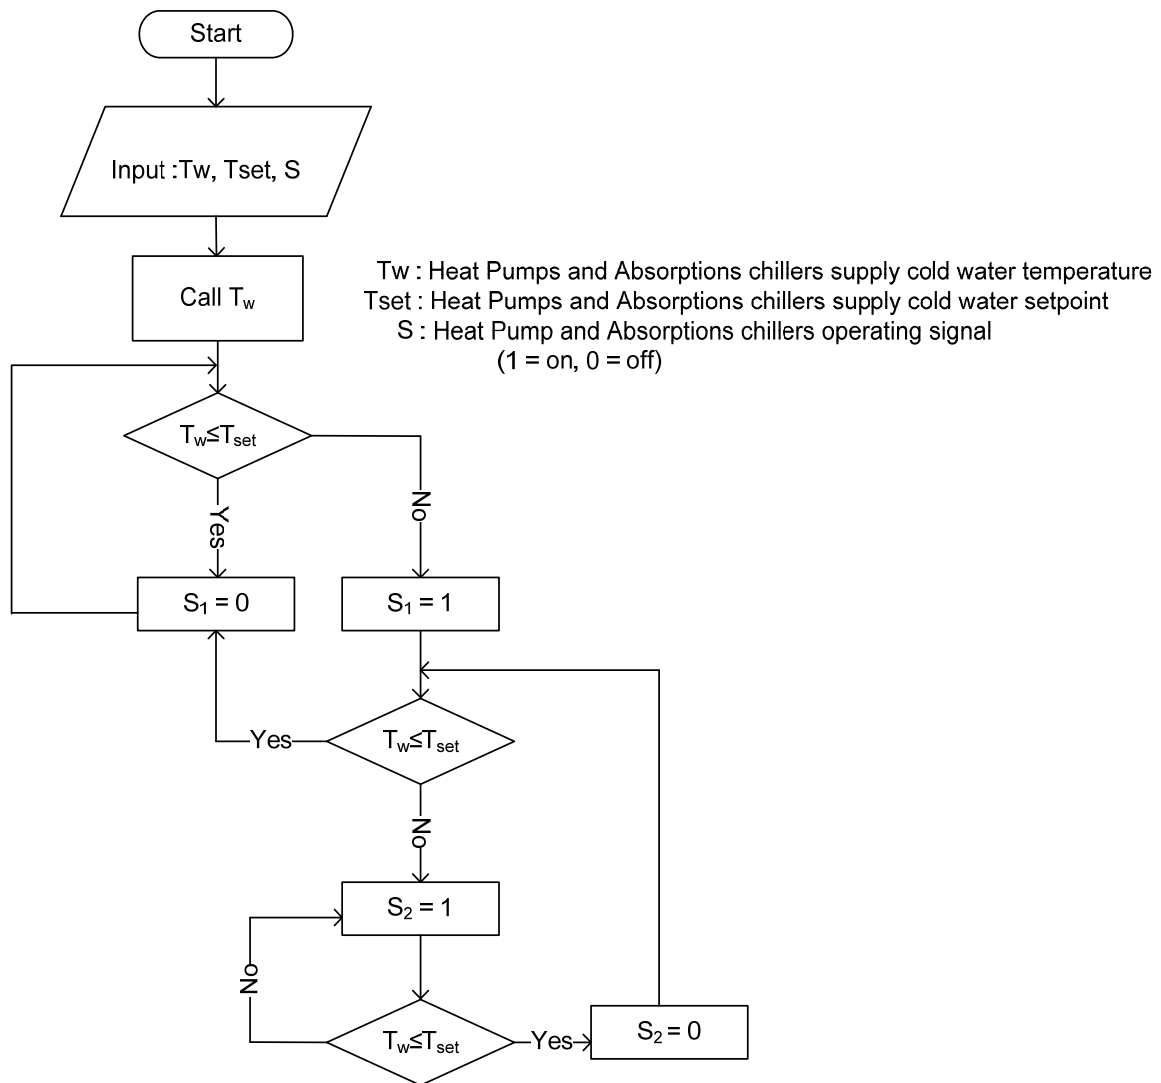 Start
Input :Tw, Tset, S
Call Tw
Tw : Heat Pumps and Absorptions chillers supply cold water temperature
Tset : Heat Pumps and Absorptions chillers supply cold water setpoint
S : Heat Pump and Absorptions chillers operating signal
(1 = on, 0 = off)
Tw≤Tset
No
Yes
S1 = 0
S1 = 1
Tw≤Tset
Yes
No
S2 = 1
No
Tw≤Tset
Yes
S2 = 0